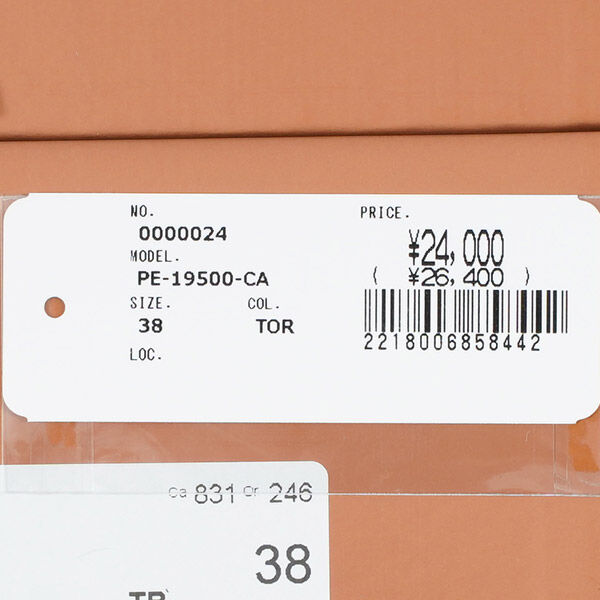 NO.
0000024
MODEL.
PE-19500-CA
SIZE. COL.
38 TOR
LOC.
PRICE.
¥24,000
( ¥26,400 )
2218006858442
ca 831 or 246
38